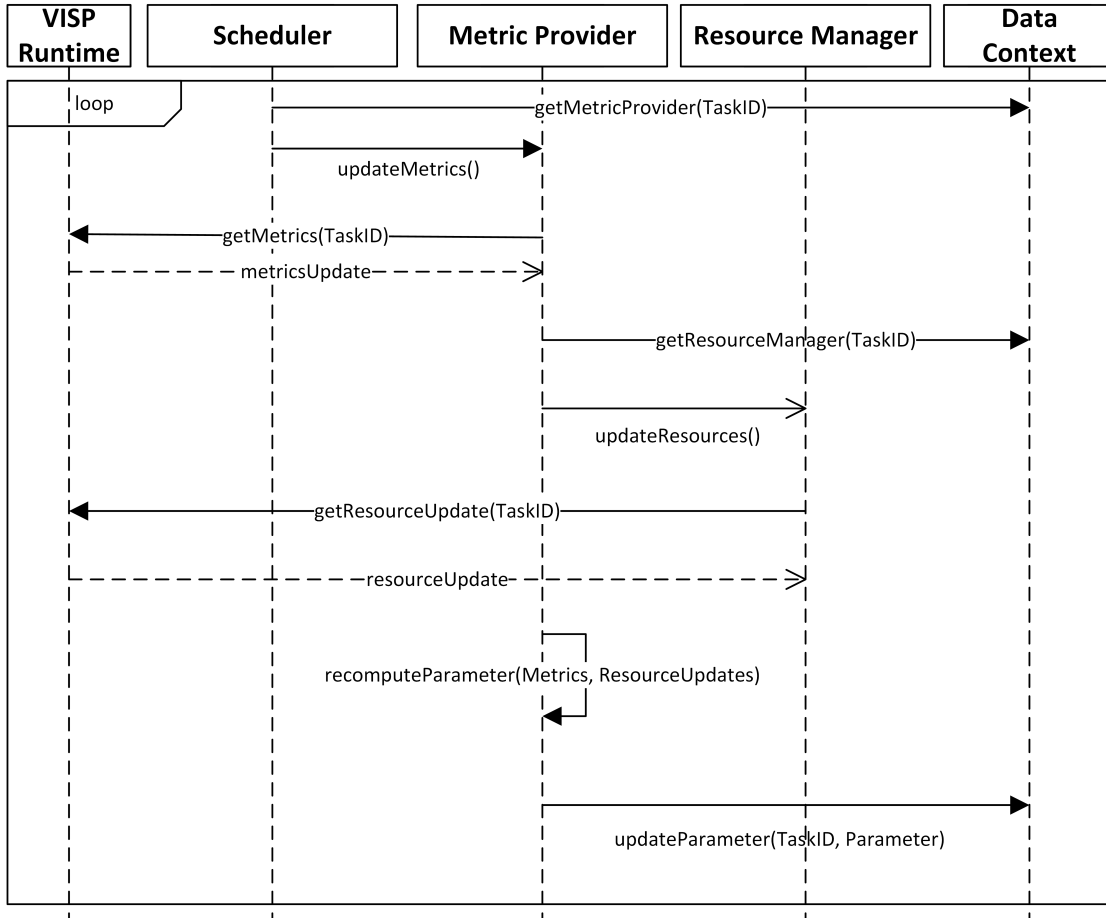 VISP
Runtime
Scheduler
Metric Provider
Resource Manager
Data
Context
loop
getMetricProvider(TaskID)
updateMetrics()
getMetrics(TaskID)
metricsUpdate
getResourceManager(TaskID)
updateResources()
getResourceUpdate(TaskID)
resourceUpdate
recomputeParameter(Metrics, ResourceUpdates)
updateParameter(TaskID, Parameter)